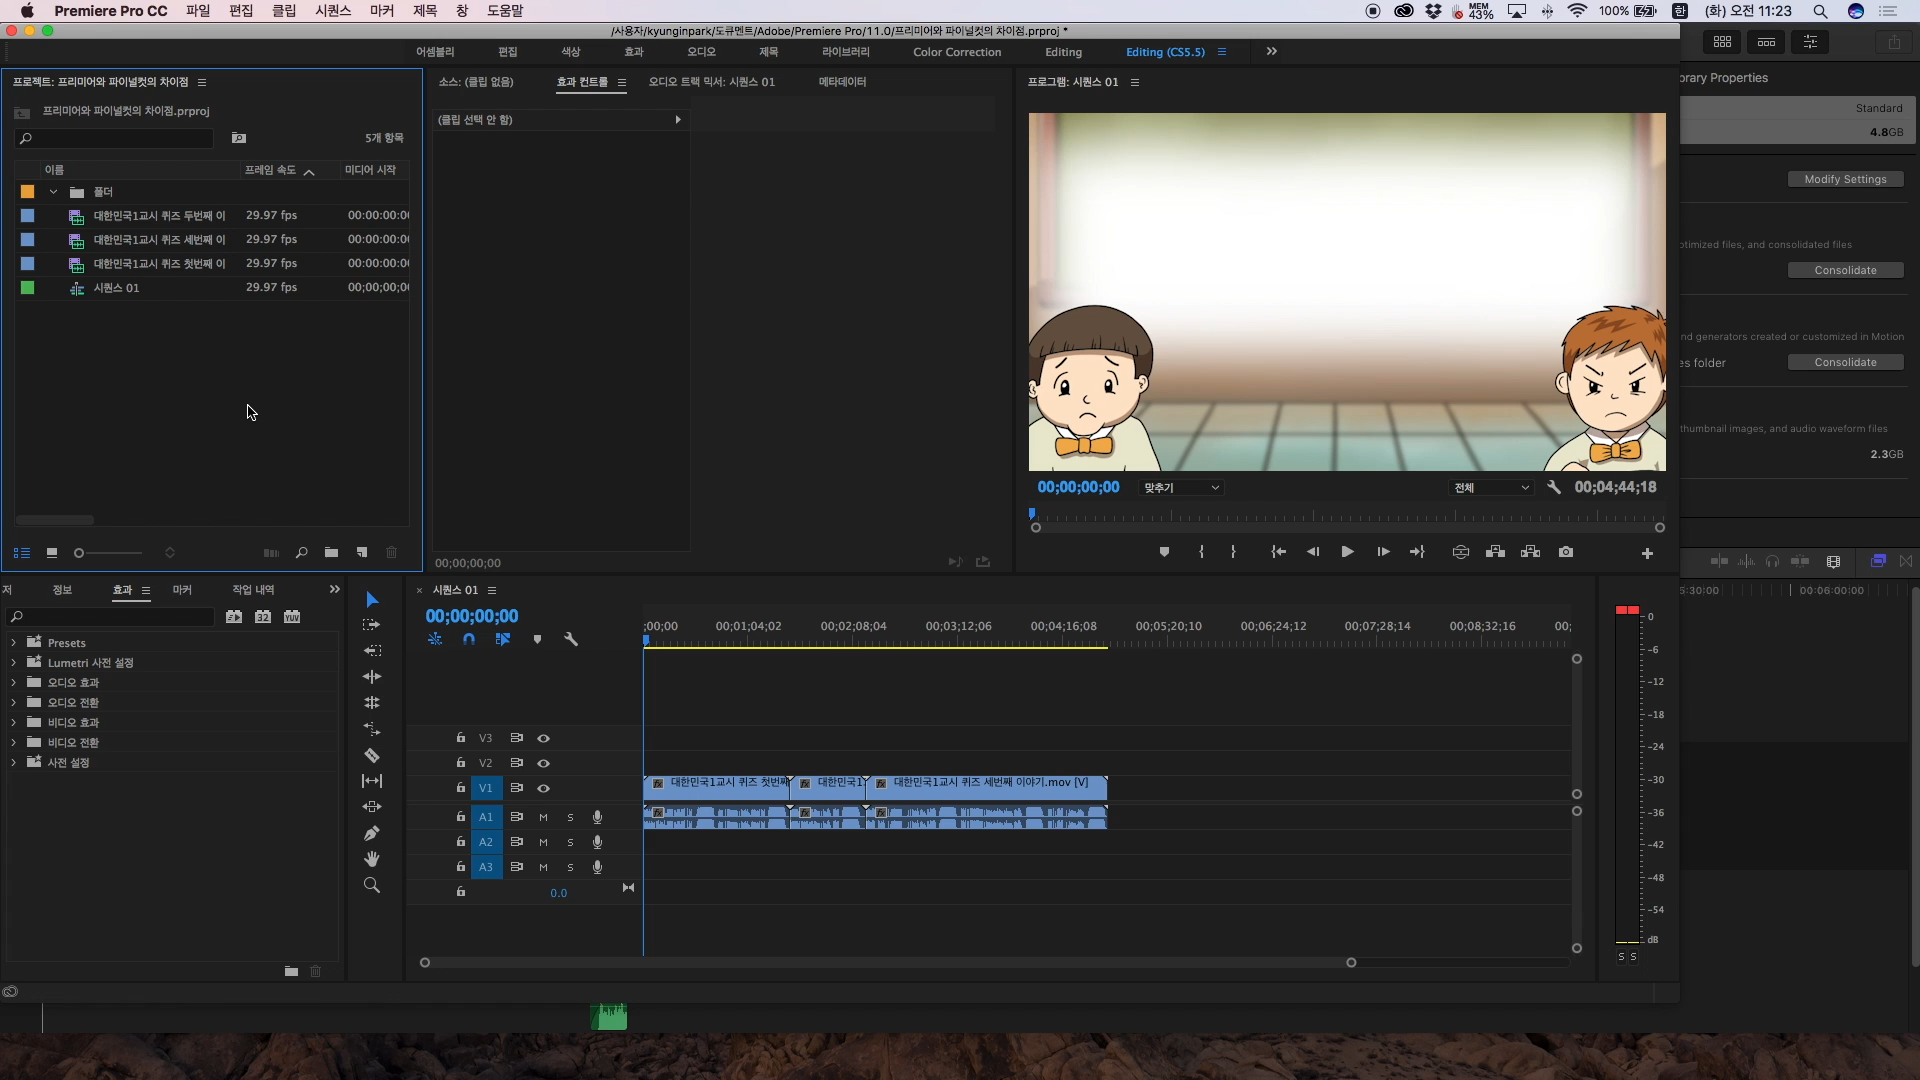 Premiere Pro CC 파일 편집 클립 시퀀스 마커 제목 창 도움말 MEM 43% 100% 한 (화) 오전 11:23
/사용자/kyunginpark/도큐멘트/Adobe/Premiere Pro/11.0/프리미어와 파이널컷의 차이점.prproj *
어셈블리 편집 색상 효과 오디오 제목 라이브러리 Color Correction Editing Editing (CS5.5)
프로젝트: 프리미어와 파이널컷의 차이점
소스: (클립 없음) 효과 컨트롤 오디오 트랙 믹서: 시퀀스 01 메타데이터
프로그램: 시퀀스 01
brary Properties
프리미어와 파이널컷의 차이점.prproj
(클립 선택 안 함)
Standard
4.8GB
5개 항목
이름 프레임 속도 미디어 시작
Modify Settings
폴더
대한민국1교시 퀴즈 두번째 이 29.97 fps 00:00:00:0
대한민국1교시 퀴즈 세번째 이 29.97 fps 00:00:00:0
대한민국1교시 퀴즈 첫번째 이 29.97 fps 00:00:00:0
시퀀스 01 29.97 fps 00;00;00;0
otimized files, and consolidated files
Consolidate
nd generators created or customized in Motion
es folder Consolidate
thumbnail images, and audio waveform files
2.3GB
00;00;00;00 맞추기 전체 00;04;44;18
00;00;00;00
저 정보 효과 마커 작업 내역
시퀀스 01
00;00;00;00
5:30:00 00:06:00:00
32 YUV
;00;00 00;01;04;02 00;02;08;04 00;03;12;06 00;04;16;08 00;05;20;10 00;06;24;12 00;07;28;14 00;08;32;16 00;
Presets
Lumetri 사전 설정
오디오 효과
오디오 전환
비디오 효과
비디오 전환
사전 설정
V3
V2
V1 fx 대한민국1교시 퀴즈 첫번째 fx 대한민국1 fx 대한민국1교시 퀴즈 세번째 이야기.mov [V]
A1 M S fx fx fx
A2 M S
A3 M S
0.0
0
-6
-12
-18
-24
-30
-36
-42
-48
-54
dB
S S